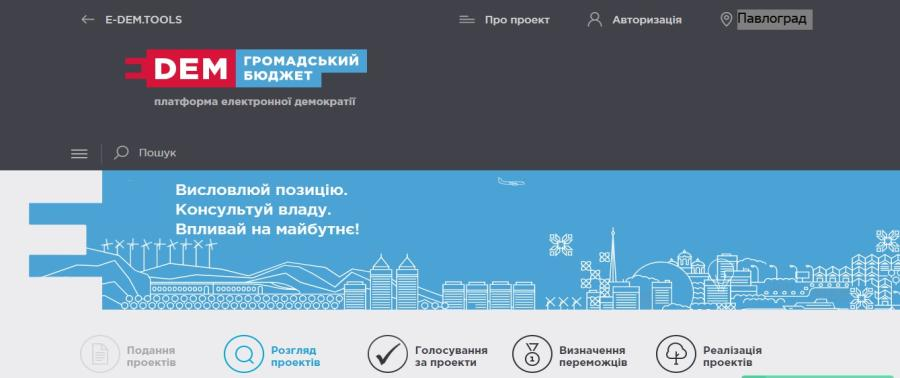 E-DEM.TOOLS
Про проект
Авторизація
Павлоград
DEM
ГРОМАДСЬКИЙ
БЮДЖЕТ
платформа електронної демократії
Пошук
Висловлюй позицію.
Консультуй владу.
Впливай на майбутнє!
Подання
проектів
Розгляд
проектів
Голосування
за проекти
1
Визначення
переможців
Реалізація
проектів